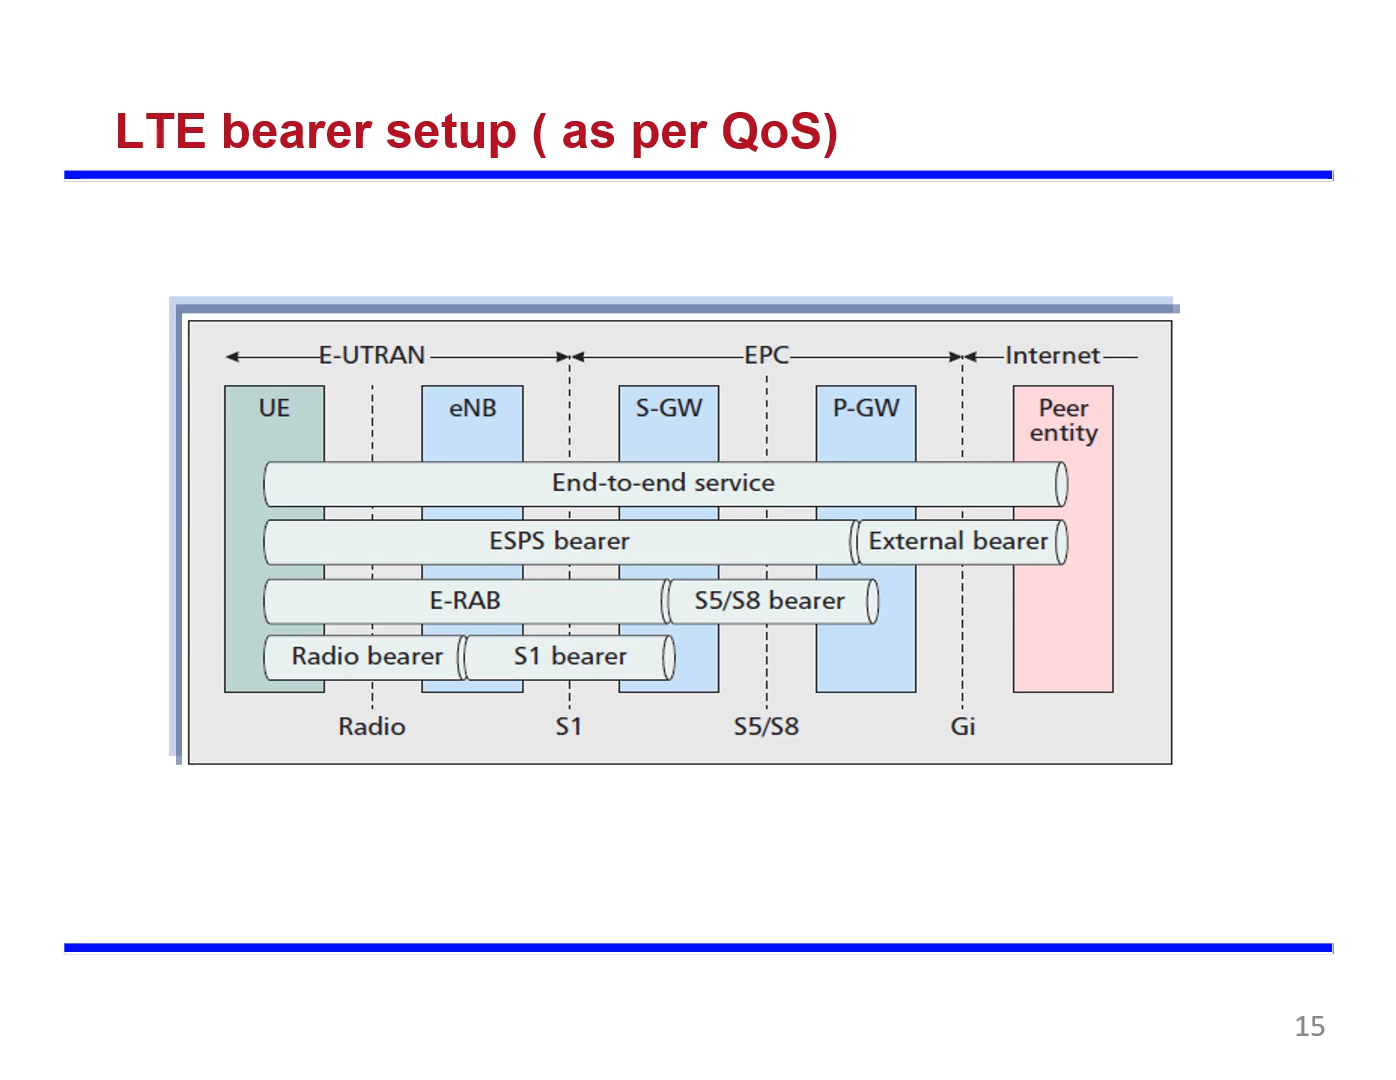 LTE bearer setup ( as per QoS)
E-UTRAN EPC Internet
UE eNB S-GW P-GW Peer
entity
End-to-end service
ESPS bearer External bearer
E-RAB S5/S8 bearer
Radio bearer S1 bearer
Radio S1 S5/S8 Gi
15